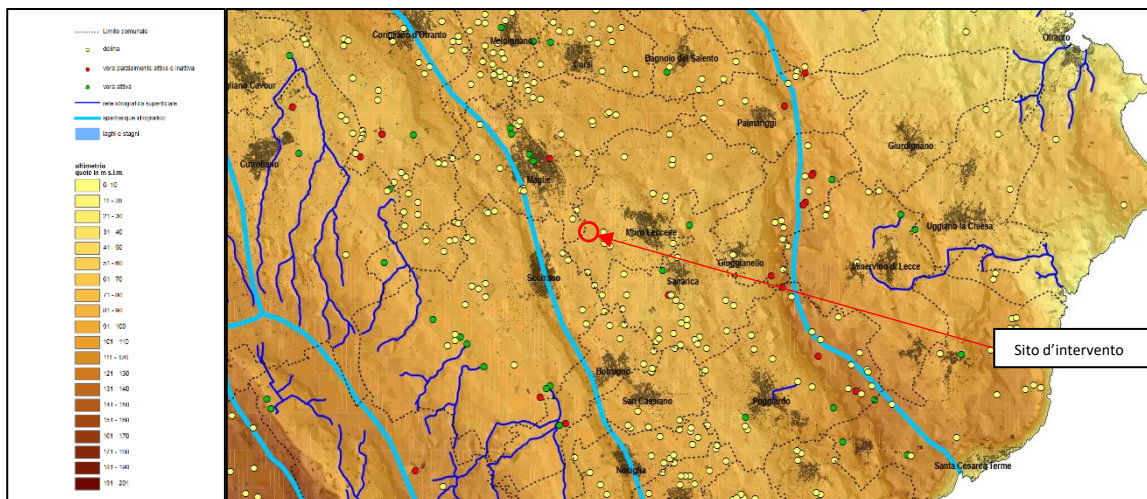 Limite comunale
dolina
vora parzialmente attiva o inattiva
vora attiva
rete idrografica superficiale
spartiacque idrografico
laghi e stagni
altimetria
quote in m s.l.m.
0 - 10
11 - 20
21 - 30
31 - 40
41 - 50
51 - 60
61 - 70
71 - 80
81 - 90
91 - 100
101 - 110
111 - 120
121 - 130
131 - 140
141 - 150
151 - 160
161 - 170
171 - 180
181 - 190
191 - 201
Corigliano d'Otranto
Melpignano
Cursi
Bagnolo del Salento
Otranto
gliano Cavour
Palmariggi
Giurdignano
Cutrofiano
Maglie
Muro Leccese
Uggiano la Chiesa
Giuggianello
Minervino di Lecce
Scorrano
Sanarica
Sito d'intervento
Botrugno
San Cassiano
Poggiardo
Nociglia
Santa Cesarea Terme